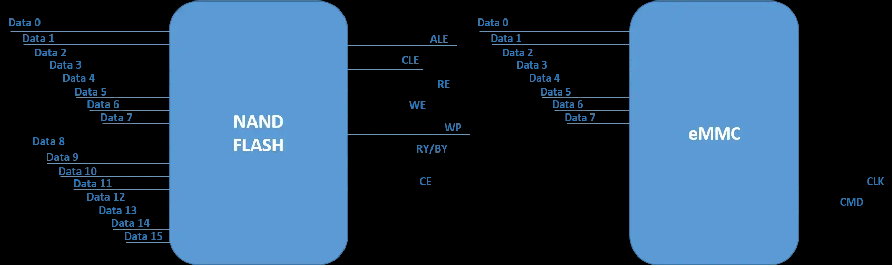 Data 0
Data 1
Data 2
Data 3
Data 4
Data 5
Data 6
Data 7
Data 8
Data 9
Data 10
Data 11
Data 12
Data 13
Data 14
Data 15
NAND
FLASH
ALE
CLE
RE
WE
WP
RY/BY
CE
Data 0
Data 1
Data 2
Data 3
Data 4
Data 5
Data 6
Data 7
eMMC
CLK
CMD